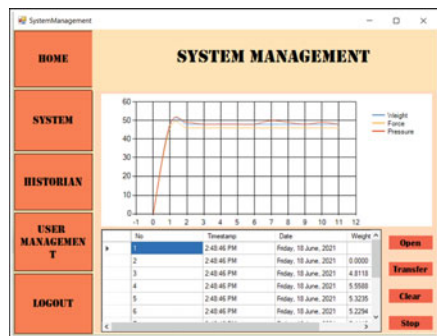 SystemManagement
SYSTEM MANAGEMENT
HOME
SYSTEM
HISTORIAN
USER
MANAGEMEN
T
LOGOUT
60
50
40
30
20
10
0
-1 0 1 2 3 4 5 6 7 8 9 10 11 12
Weight
Force
Pressure
No Timestamp Date Weight
1 2:48:46 PM Friday, 18 June, 2021
2 2:48:46 PM Friday, 18 June, 2021 0.0000
3 2:48:46 PM Friday, 18 June, 2021 4.8118
4 2:48:46 PM Friday, 18 June, 2021 5.5588
5 2:48:46 PM Friday, 18 June, 2021 5.3235
6 2:48:46 PM Friday, 18 June, 2021 5.2294
Open
Transfer
Clear
Stop